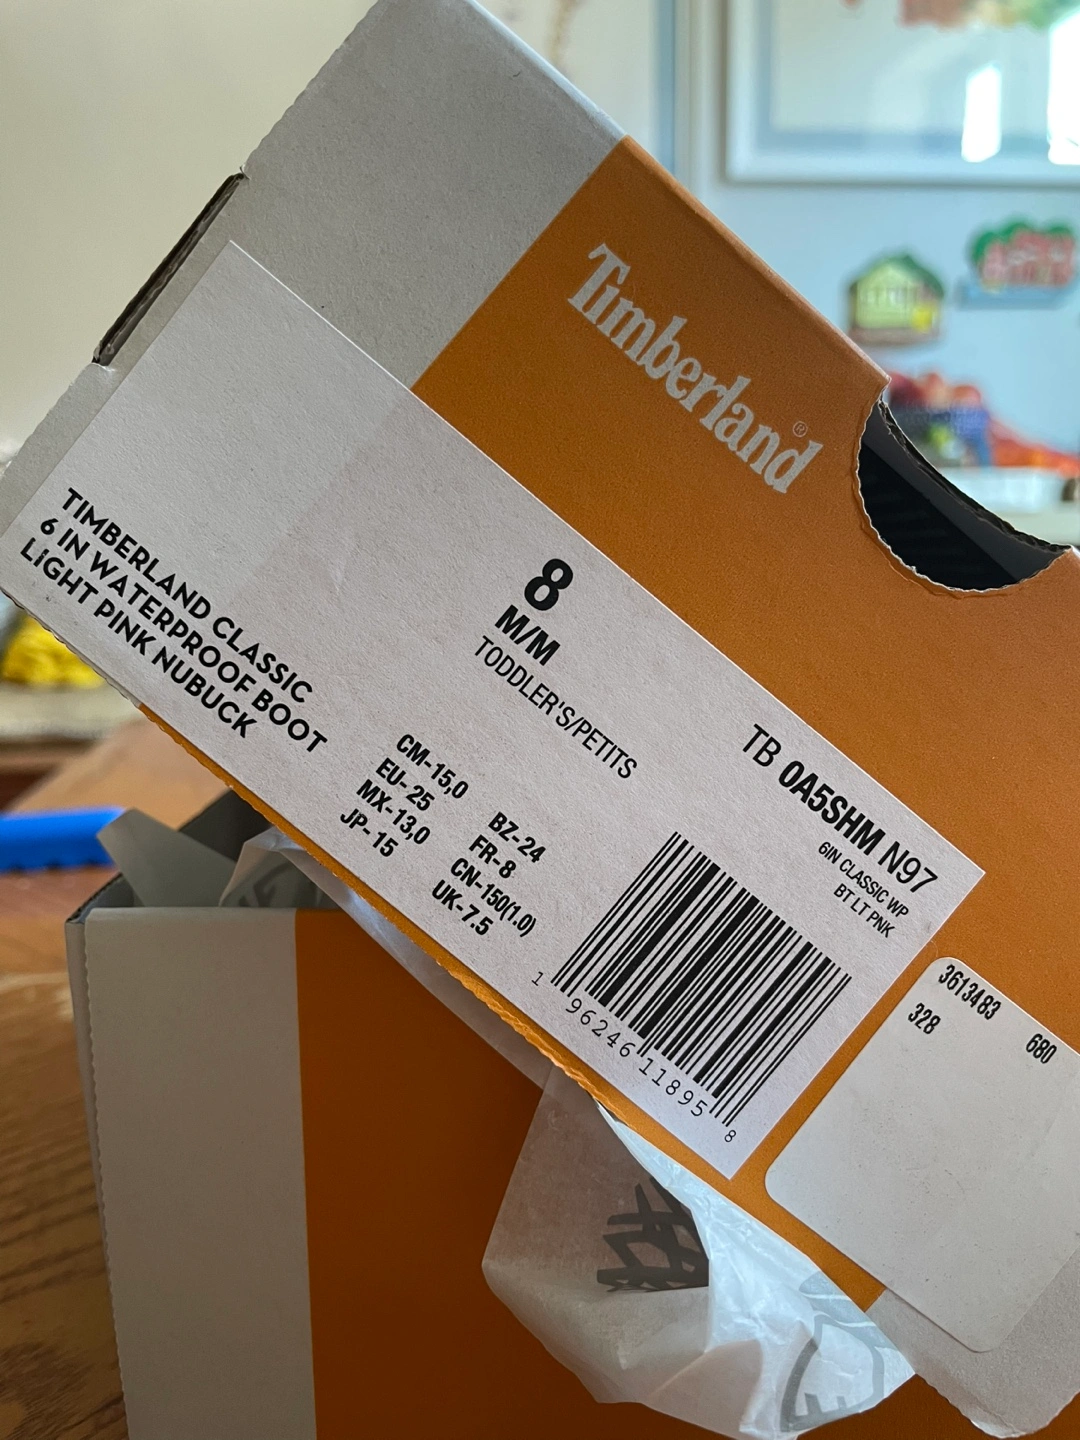 Timberland®
TIMBERLAND CLASSIC
6 IN WATERPROOF BOOT
LIGHT PINK NUBUCK
8
M/M
TODDLER'S/PETITS
CM-15,0
EU-25
MX-13,0
JP-15
BZ-24
FR-8
CN-150(1.0)
UK-7.5
TB 0A5SHM N97
6IN CLASSIC WP
BT LT PNK
1 96246 11895 8
3613483
328 680